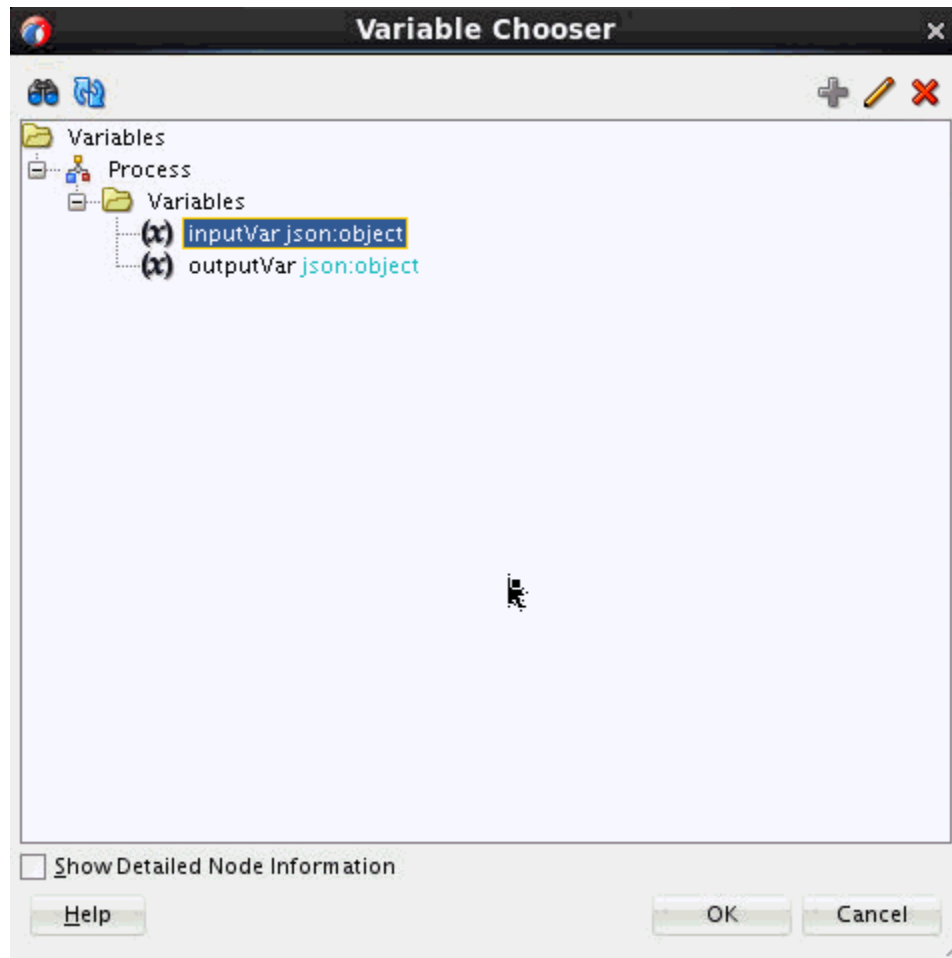 Variable Chooser
Variables
Process
Variables
(x) inputVar json:object
(x) outputVar json:object
Show Detailed Node Information
Help
OK
Cancel